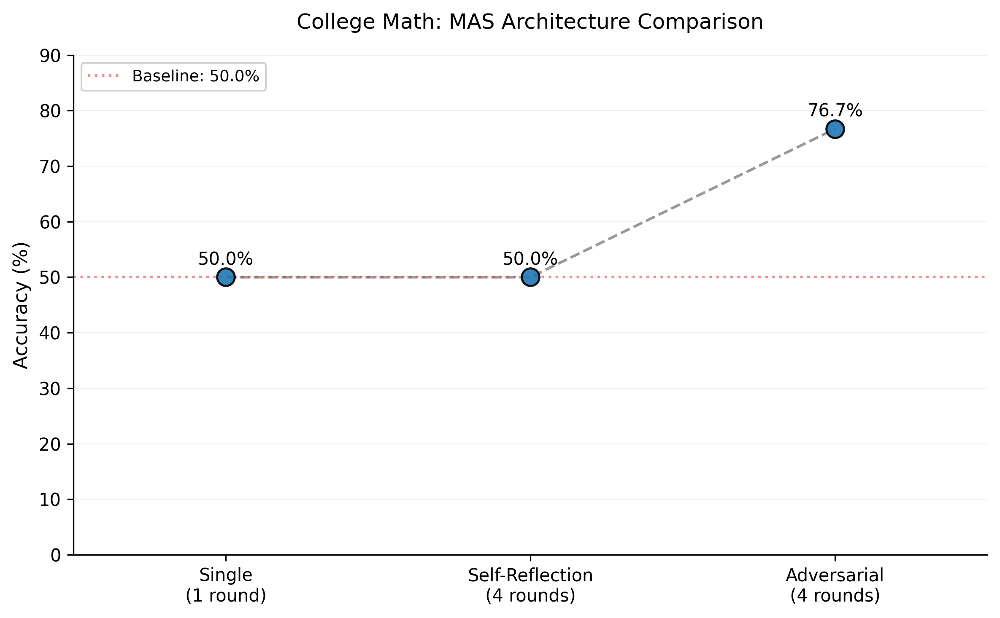 College Math: MAS Architecture Comparison
90
Baseline: 50.0%
80
76.7%
70
60
50.0%
50.0%
50
40
30
20
10
0
Accuracy (%)
Single
(1 round)
Self-Reflection
(4 rounds)
Adversarial
(4 rounds)